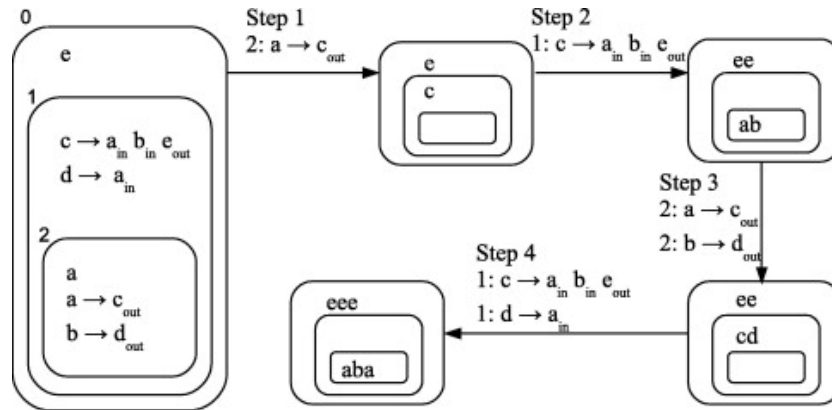 0
e
1
c → a_in b_in e_out
d → a_in
2
a
a → c_out
b → d_out
Step 1
2: a → c_out
e
c
Step 2
1: c → a_in b_in e_out
ee
ab
Step 3
2: a → c_out
2: b → d_out
ee
cd
Step 4
1: c → a_in b_in e_out
1: d → a_in
eee
aba